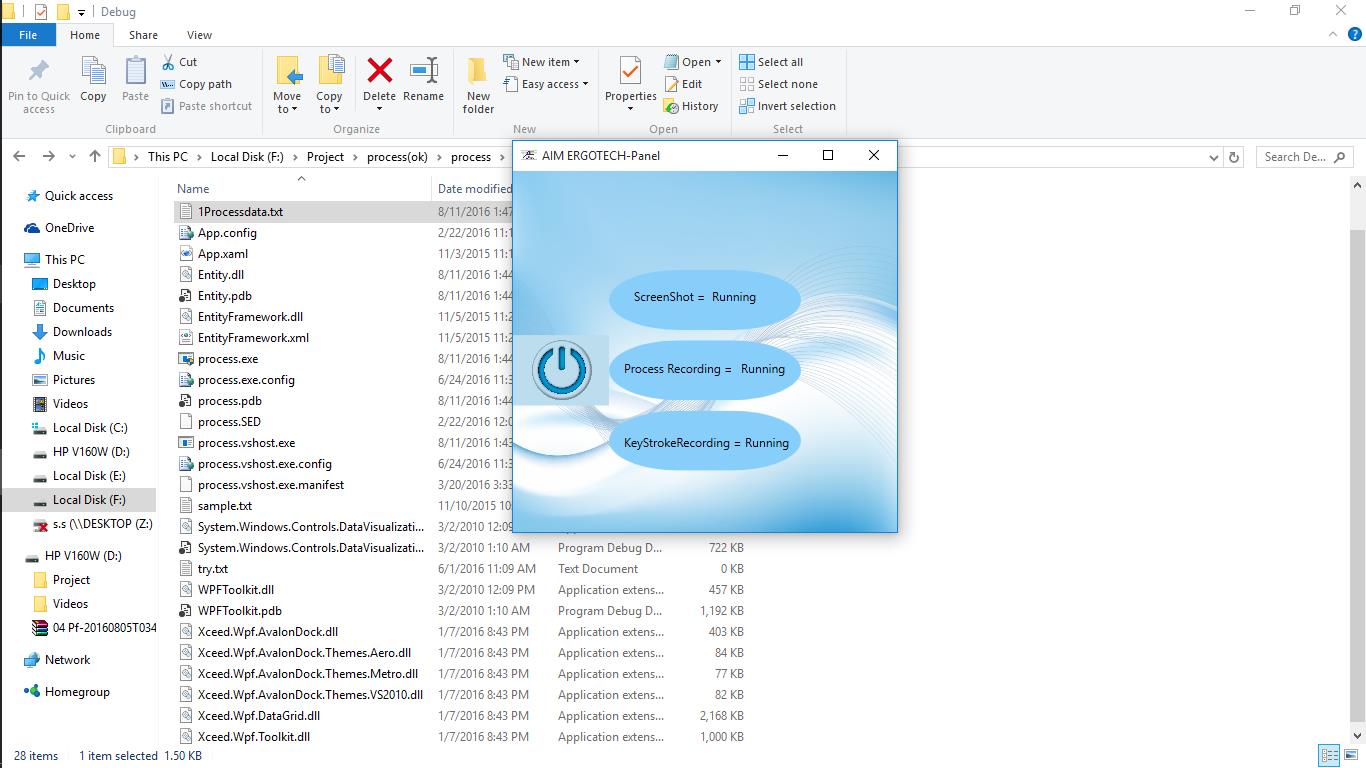 Debug
File Home Share View
Pin to Quick access
Copy
Paste
Cut
Copy path
Paste shortcut
Clipboard
Move to
Copy to
Delete
Rename
Organize
New folder
New item
Easy access
New
Properties
Open
Edit
History
Open
Select all
Select none
Invert selection
Select
This PC Local Disk (F:) Project process(ok) process
Search De...
AIM ERGOTECH-Panel
ScreenShot = Running
Process Recording = Running
KeyStrokeRecording = Running
Quick access
OneDrive
This PC
Desktop
Documents
Downloads
Music
Pictures
Videos
Local Disk (C:)
HP V160W (D:)
Local Disk (E:)
Local Disk (F:)
s.s (\\DESKTOP (Z:)
HP V160W (D:)
Project
Videos
04 Pf-20160805T034
Network
Homegroup
Name Date modified
1Processdata.txt 8/11/2016 1:47
App.config 2/22/2016 11:1
App.xaml 11/3/2015 11:1
Entity.dll 8/11/2016 1:44
Entity.pdb 8/11/2016 1:44
EntityFramework.dll 11/5/2015 11:2
EntityFramework.xml 11/5/2015 11:2
process.exe 8/11/2016 1:44
process.exe.config 6/24/2016 11:3
process.pdb 8/11/2016 1:44
process.SED 2/22/2016 12:0
process.vshost.exe 8/11/2016 1:43
process.vshost.exe.config 6/24/2016 11:3
process.vshost.exe.manifest 3/20/2016 3:33
sample.txt 11/10/2015 10:
System.Windows.Controls.DataVisualizati... 3/2/2010 12:09
System.Windows.Controls.DataVisualizati... 3/2/2010 1:10 AM Program Debug D... 722 KB
try.txt 6/1/2016 11:09 AM Text Document 0 KB
WPFToolkit.dll 3/2/2010 12:09 PM Application extens... 457 KB
WPFToolkit.pdb 3/2/2010 1:10 AM Program Debug D... 1,192 KB
Xceed.Wpf.AvalonDock.dll 1/7/2016 8:43 PM Application extens... 403 KB
Xceed.Wpf.AvalonDock.Themes.Aero.dll 1/7/2016 8:43 PM Application extens... 84 KB
Xceed.Wpf.AvalonDock.Themes.Metro.dll 1/7/2016 8:43 PM Application extens... 77 KB
Xceed.Wpf.AvalonDock.Themes.VS2010.dll 1/7/2016 8:43 PM Application extens... 82 KB
Xceed.Wpf.DataGrid.dll 1/7/2016 8:43 PM Application extens... 2,168 KB
Xceed.Wpf.Toolkit.dll 1/7/2016 8:43 PM Application extens... 1,000 KB
28 items 1 item selected 1.50 KB